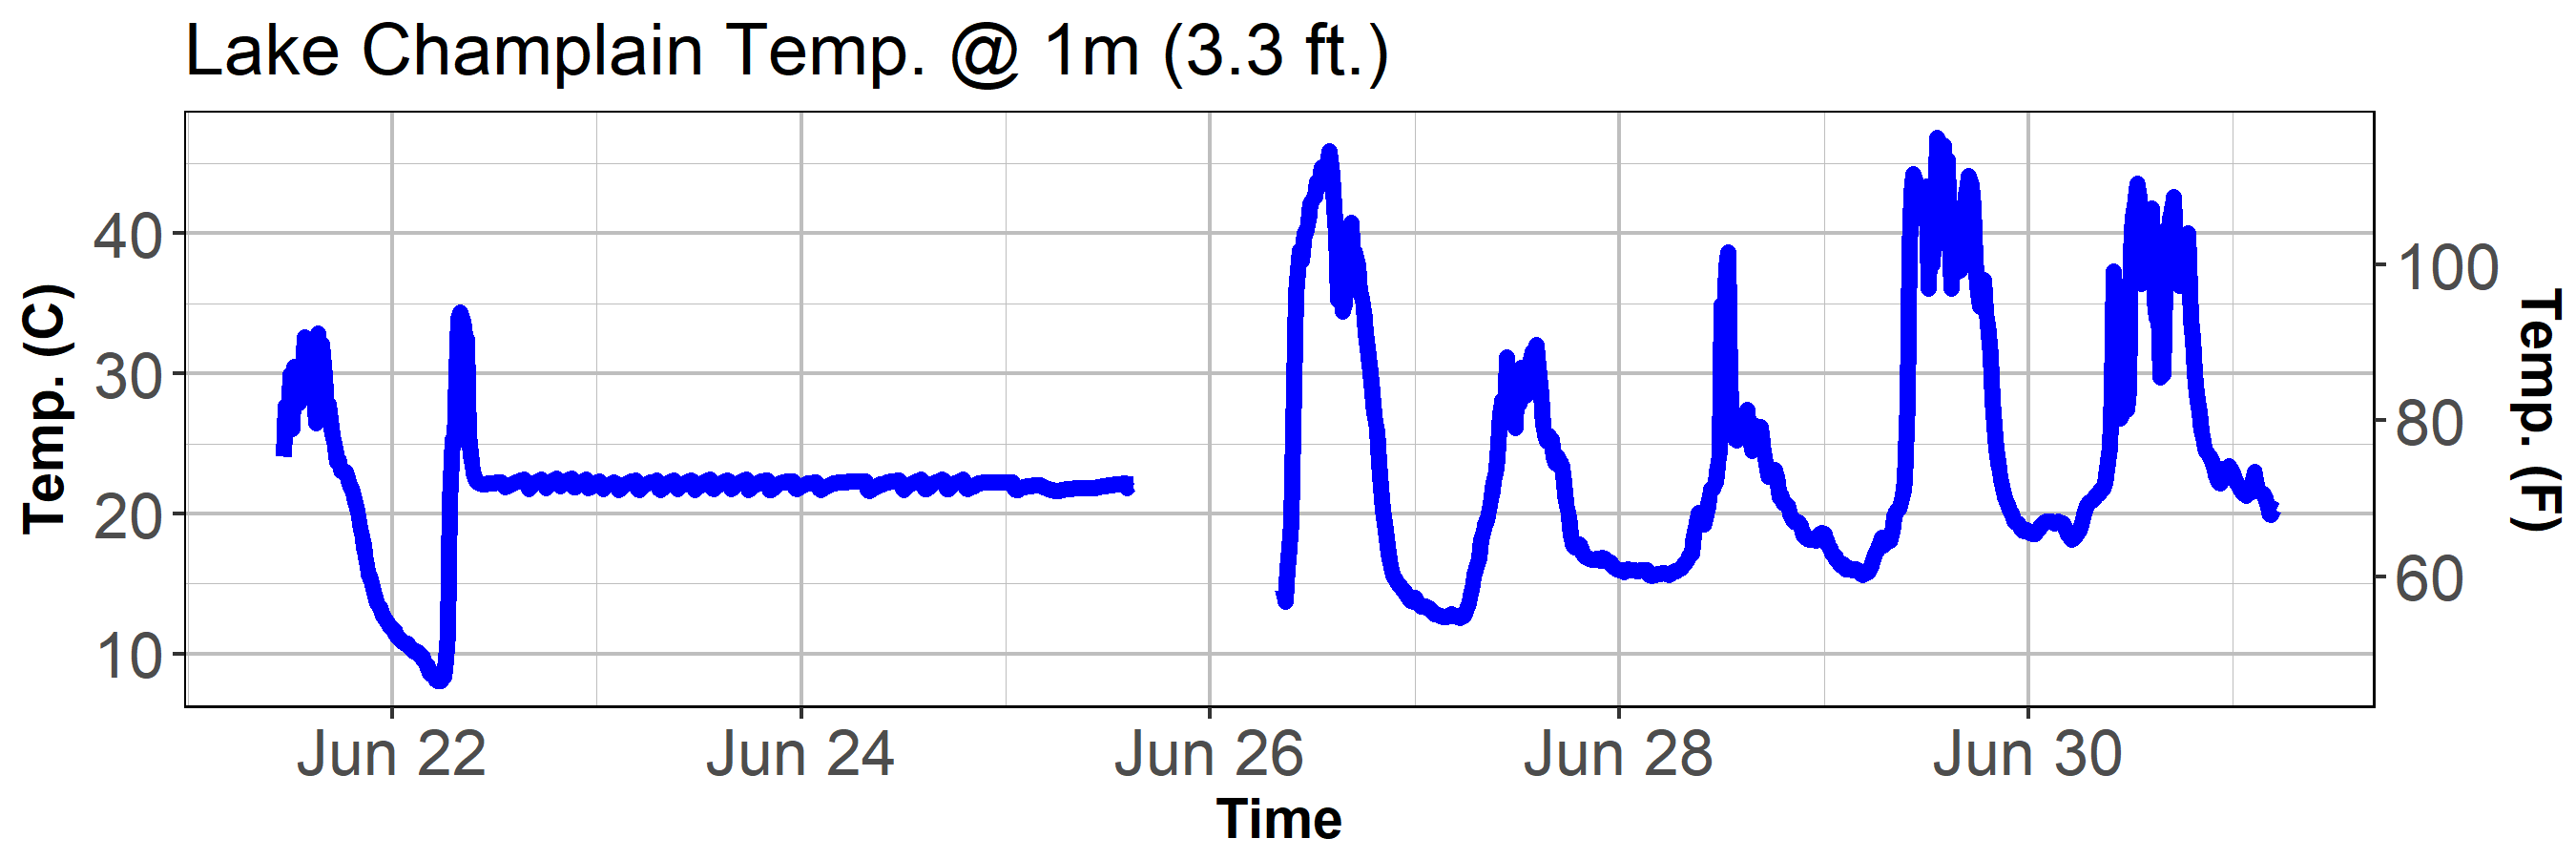 Lake Champlain Temp. @ 1m (3.3 ft.)
Temp. (C)
40
30
20
10
100
80
60
Temp. (F)
Jun 22 Jun 24 Jun 26 Jun 28 Jun 30
Time